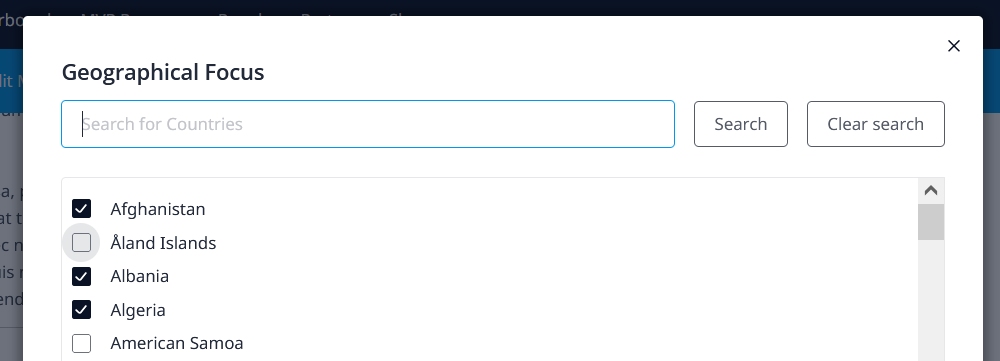 Geographical Focus
Search for Countries
Search
Clear search
Afghanistan
Åland Islands
Albania
Algeria
American Samoa